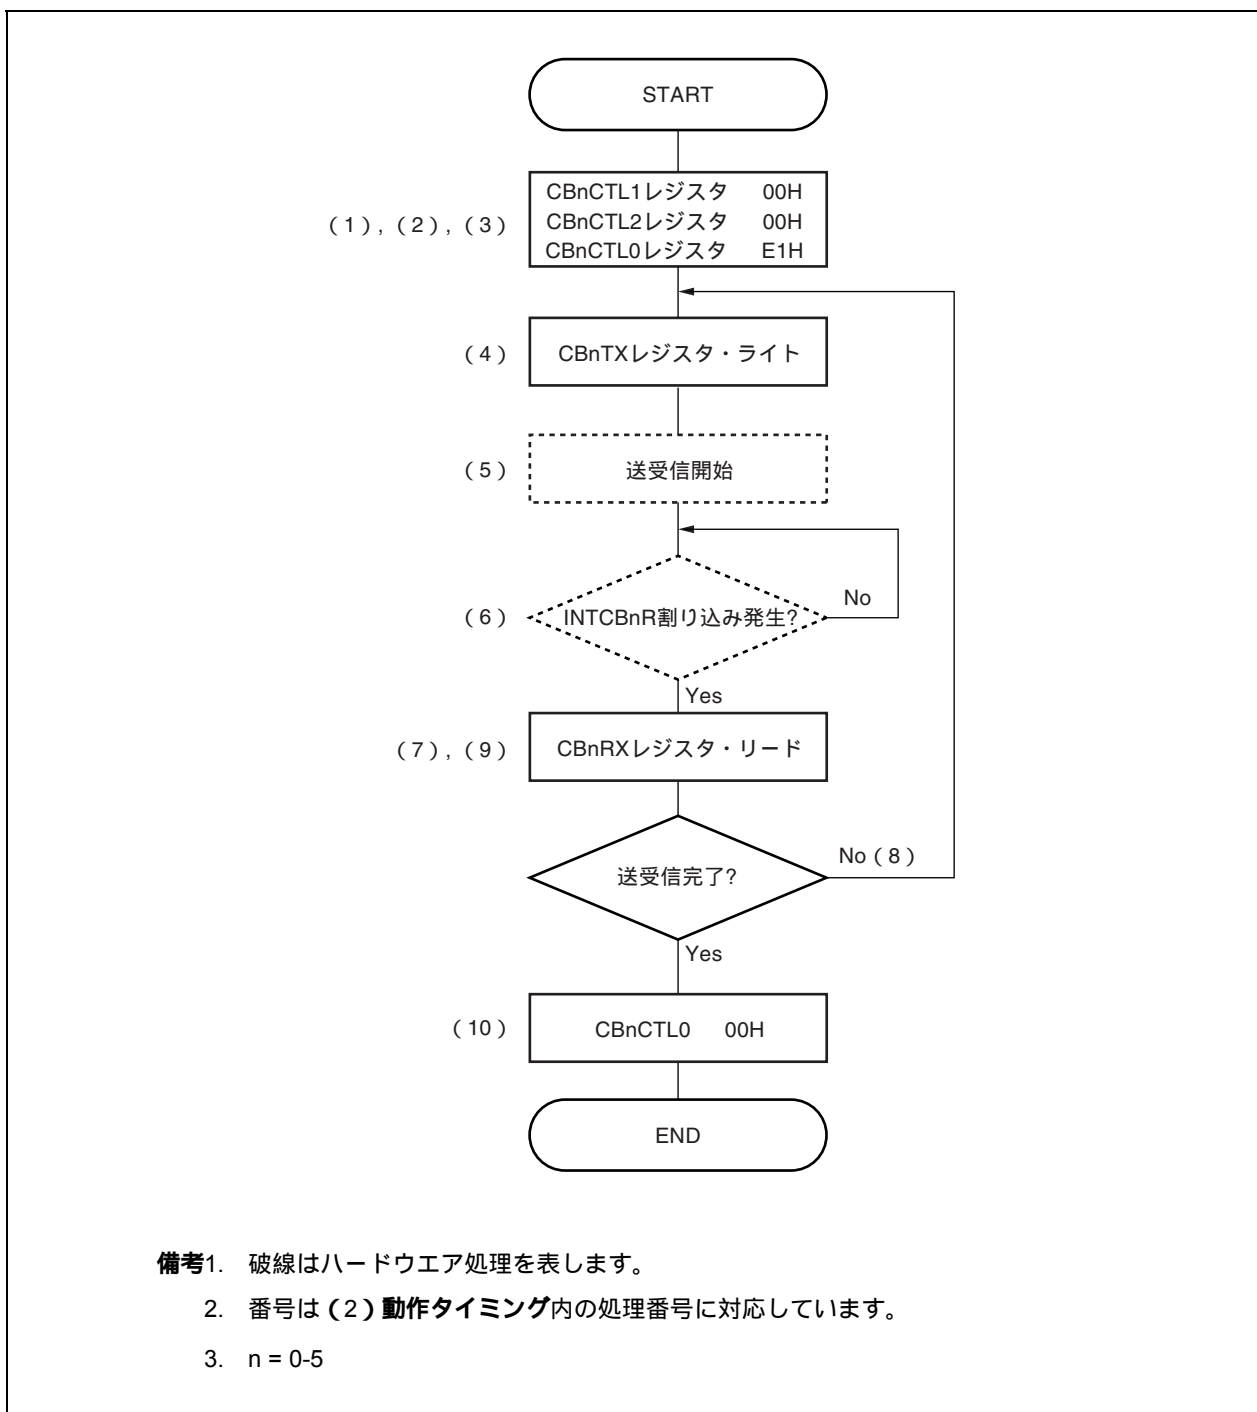 START
CBnCTL1レジスタ 00H
(1), (2), (3) CBnCTL2レジスタ 00H
CBnCTL0レジスタ E1H
(4) CBnTXレジスタ・ライト
(5) 送受信開始
(6) INTCBnR割り込み発生? No
Yes
(7), (9) CBnRXレジスタ・リード
送受信完了? No(8)
Yes
(10) CBnCTL0 00H
END
備考1. 破線はハードウエア処理を表します。
2. 番号は(2)動作タイミング内の処理番号に対応しています。
3. n = 0-5